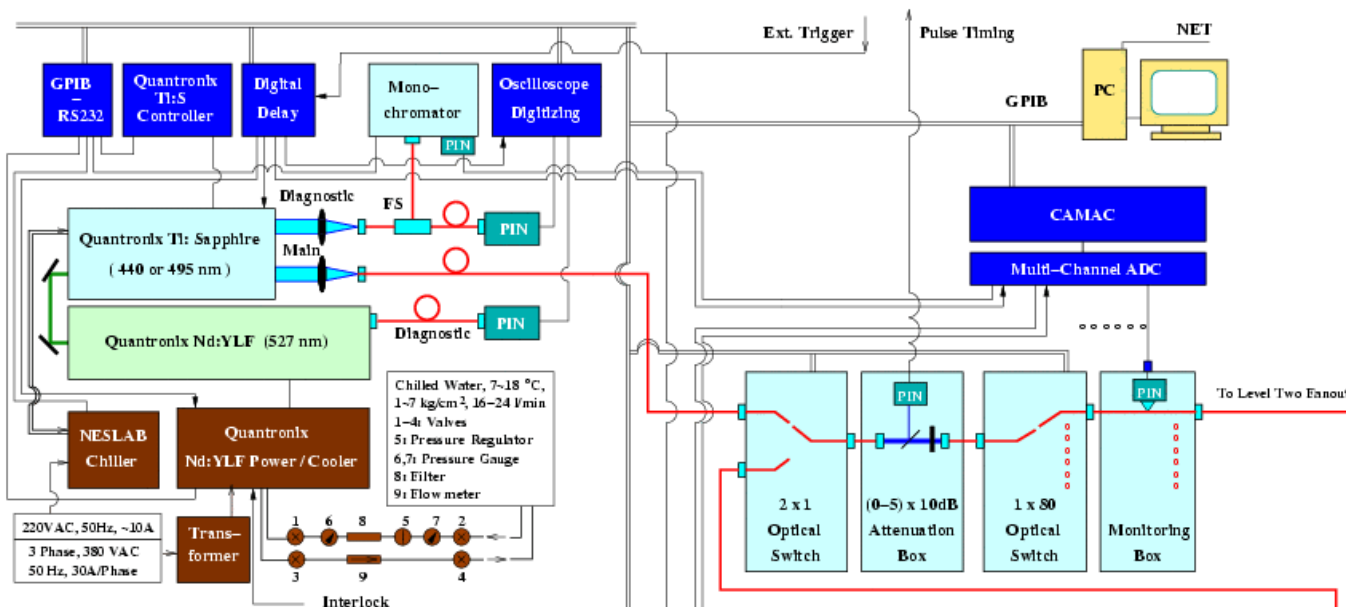 Ext. Trigger
Pulse Timing
NET
GPIB
–
RS232
Quantronix
Ti:S
Controller
Digital
Delay
Mono–
chromator
PIN
Oscilloscope
Digitizing
GPIB
PC
Diagnostic
FS
PIN
CAMAC
Quantronix Ti: Sapphire
( 440 or 495 nm )
Main
Multi–Channel ADC
Quantronix Nd:YLF (527 nm)
Diagnostic
PIN
Chilled Water, 7~18 °C,
1~7 kg/cm², 16–24 l/min
1–4: Valves
5: Pressure Regulator
6,7: Pressure Gauge
8: Filter
9: Flow meter
PIN
PIN
To Level Two Fanout
NESLAB
Chiller
Quantronix
Nd:YLF Power / Cooler
220VAC, 50Hz, ~10A
3 Phase, 380 VAC
50 Hz, 30A/Phase
Trans–
former
1 6 8 5 7 2
3 9 4
Interlock
2 x 1
Optical
Switch
(0–5) x 10dB
Attenuation
Box
1 x 80
Optical
Switch
Monitoring
Box